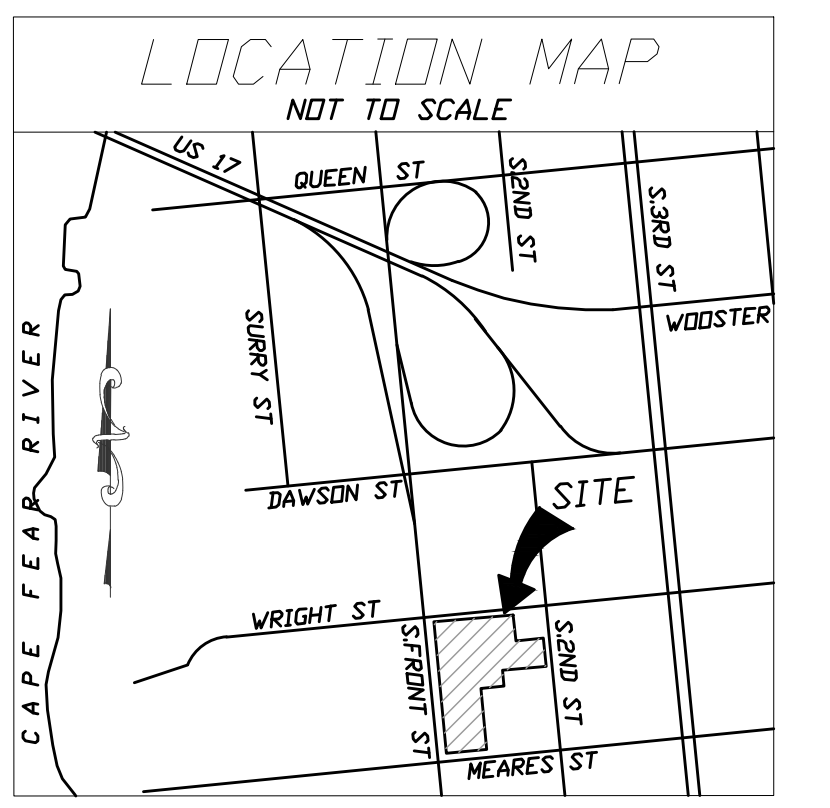 LOCATION MAP
NOT TO SCALE
US 17
QUEEN ST
S.2ND ST
S.3RD ST
WOOSTER
SURRY ST
CAPE FEAR RIVER
DAWSON ST
SITE
WRIGHT ST
S.FRONT ST
S.2ND ST
MEARES ST